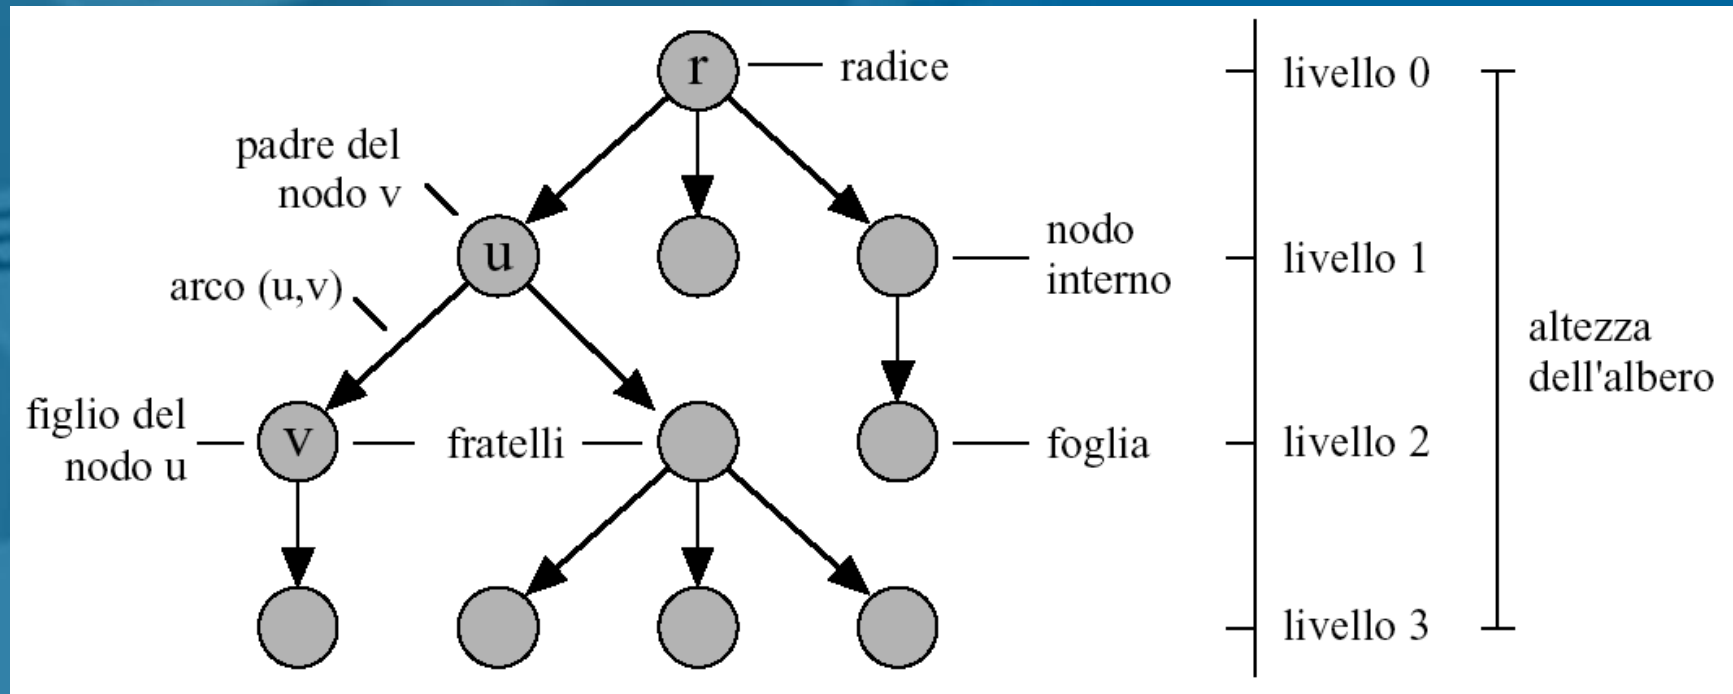 r
radice
livello 0
padre del
nodo v
u
nodo
interno
livello 1
arco (u,v)
altezza
dell'albero
figlio del
nodo u
v
fratelli
foglia
livello 2
livello 3